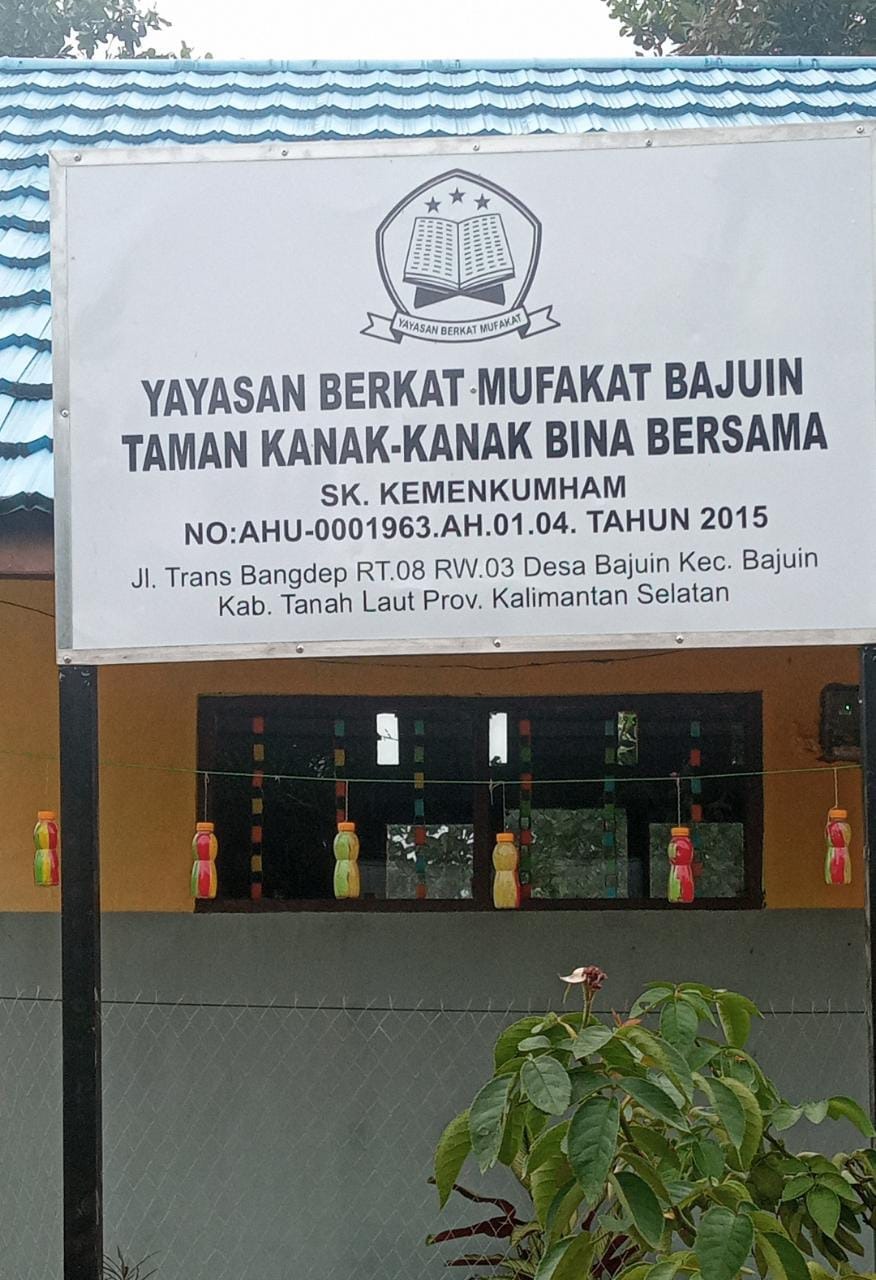 YAYASAN BERKAT MUFAKAT
YAYASAN BERKAT MUFAKAT BAJUIN
TAMAN KANAK-KANAK BINA BERSAMA
SK. KEMENKUMHAM
NO:AHU-0001963.AH.01.04. TAHUN 2015
Jl. Trans Bangdep RT.08 RW.03 Desa Bajuin Kec. Bajuin
Kab. Tanah Laut Prov. Kalimantan Selatan